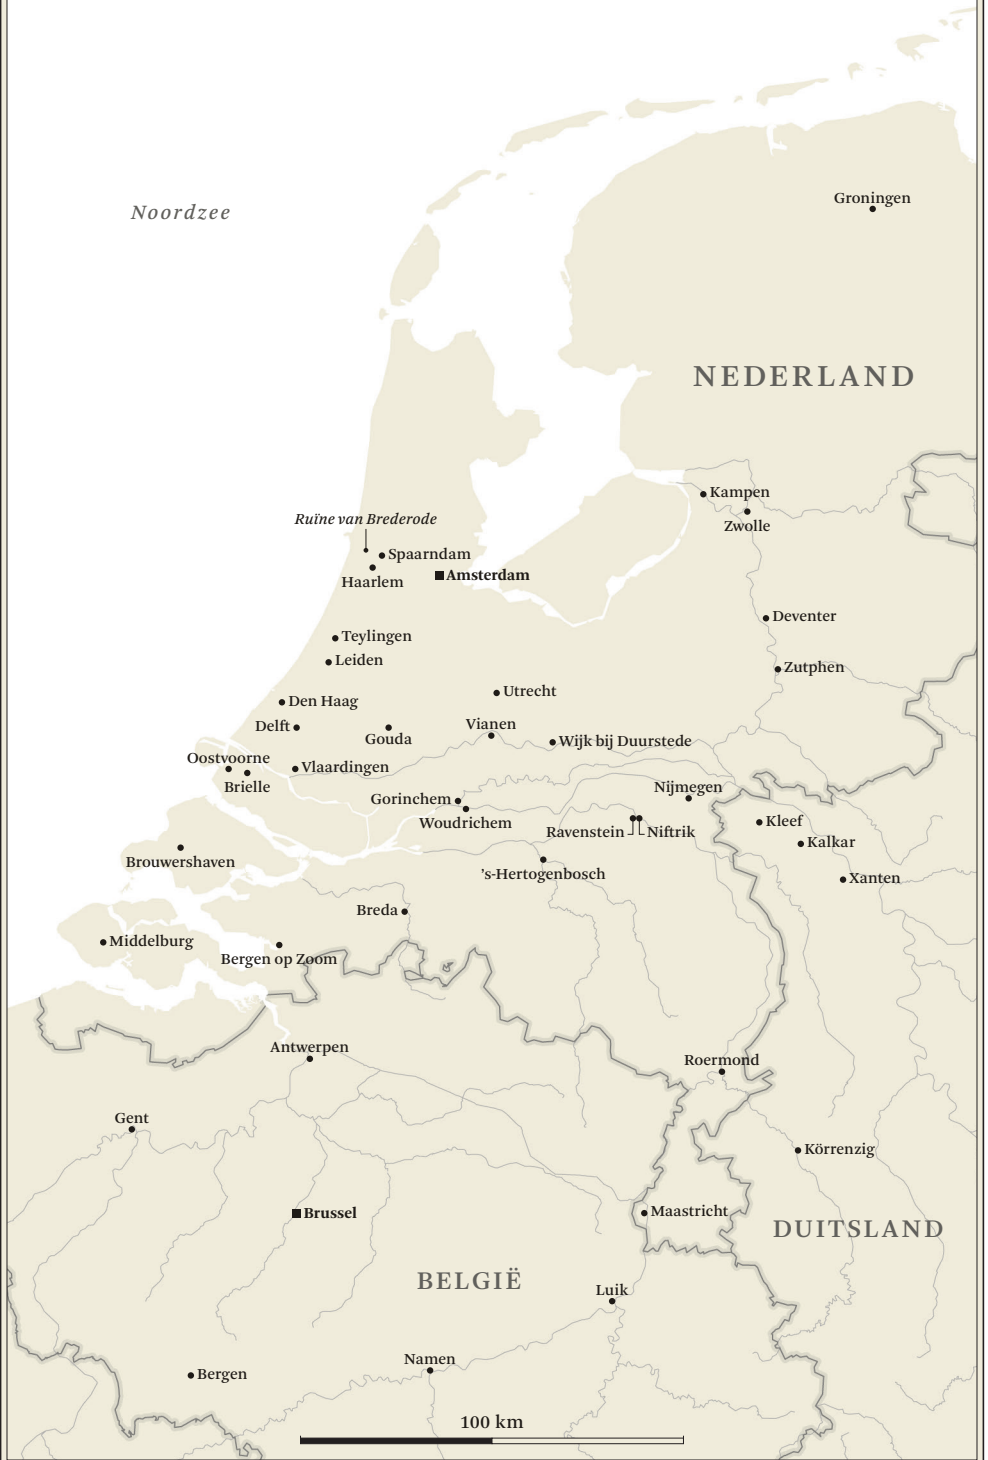 Groningen
Noordzee
NEDERLAND
Kampen
Zwolle
Ruïne van Brederode
Spaarndam
Haarlem
Amsterdam
Deventer
Teylingen
Leiden
Zutphen
Utrecht
Den Haag
Delft
Gouda
Vianen
Wijk bij Duurstede
Oostvoorne
Brielle
Vlaardingen
Nijmegen
Gorinchem
Woudrichem
Ravenstein
Niftrik
Kleef
Kalkar
Brouwershaven
's-Hertogenbosch
Xanten
Breda
Middelburg
Bergen op Zoom
Antwerpen
Roermond
Gent
Körrenzig
Brussel
Maastricht
DUITSLAND
BELGIË
Luik
Namen
Bergen
100 km